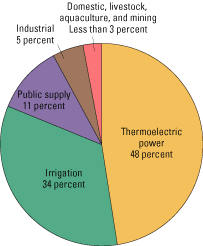 Domestic, livestock,
aquaculture, and mining
Less than 3 percent
Industrial
5 percent
Public supply
11 percent
Thermoelectric
power
48 percent
Irrigation
34 percent